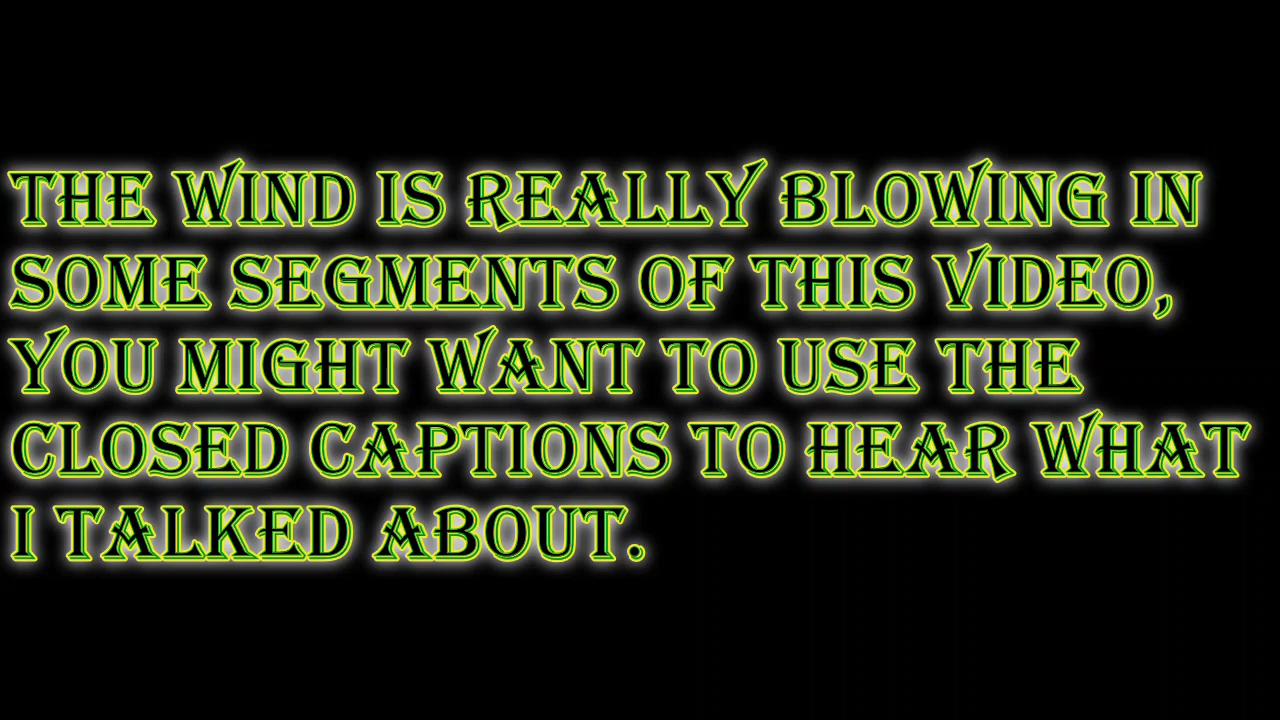 THE WIND IS REALLY BLOWING IN
SOME SEGMENTS OF THIS VIDEO,
YOU MIGHT WANT TO USE THE
CLOSED CAPTIONS TO HEAR WHAT
I TALKED ABOUT.